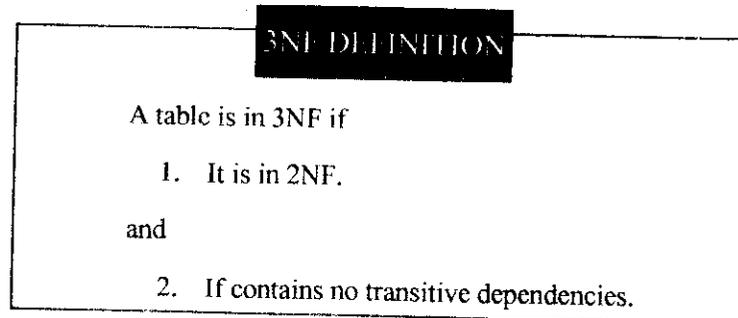 3NF DEFINITION
A table is in 3NF if
1. It is in 2NF.
and
2. If contains no transitive dependencies.